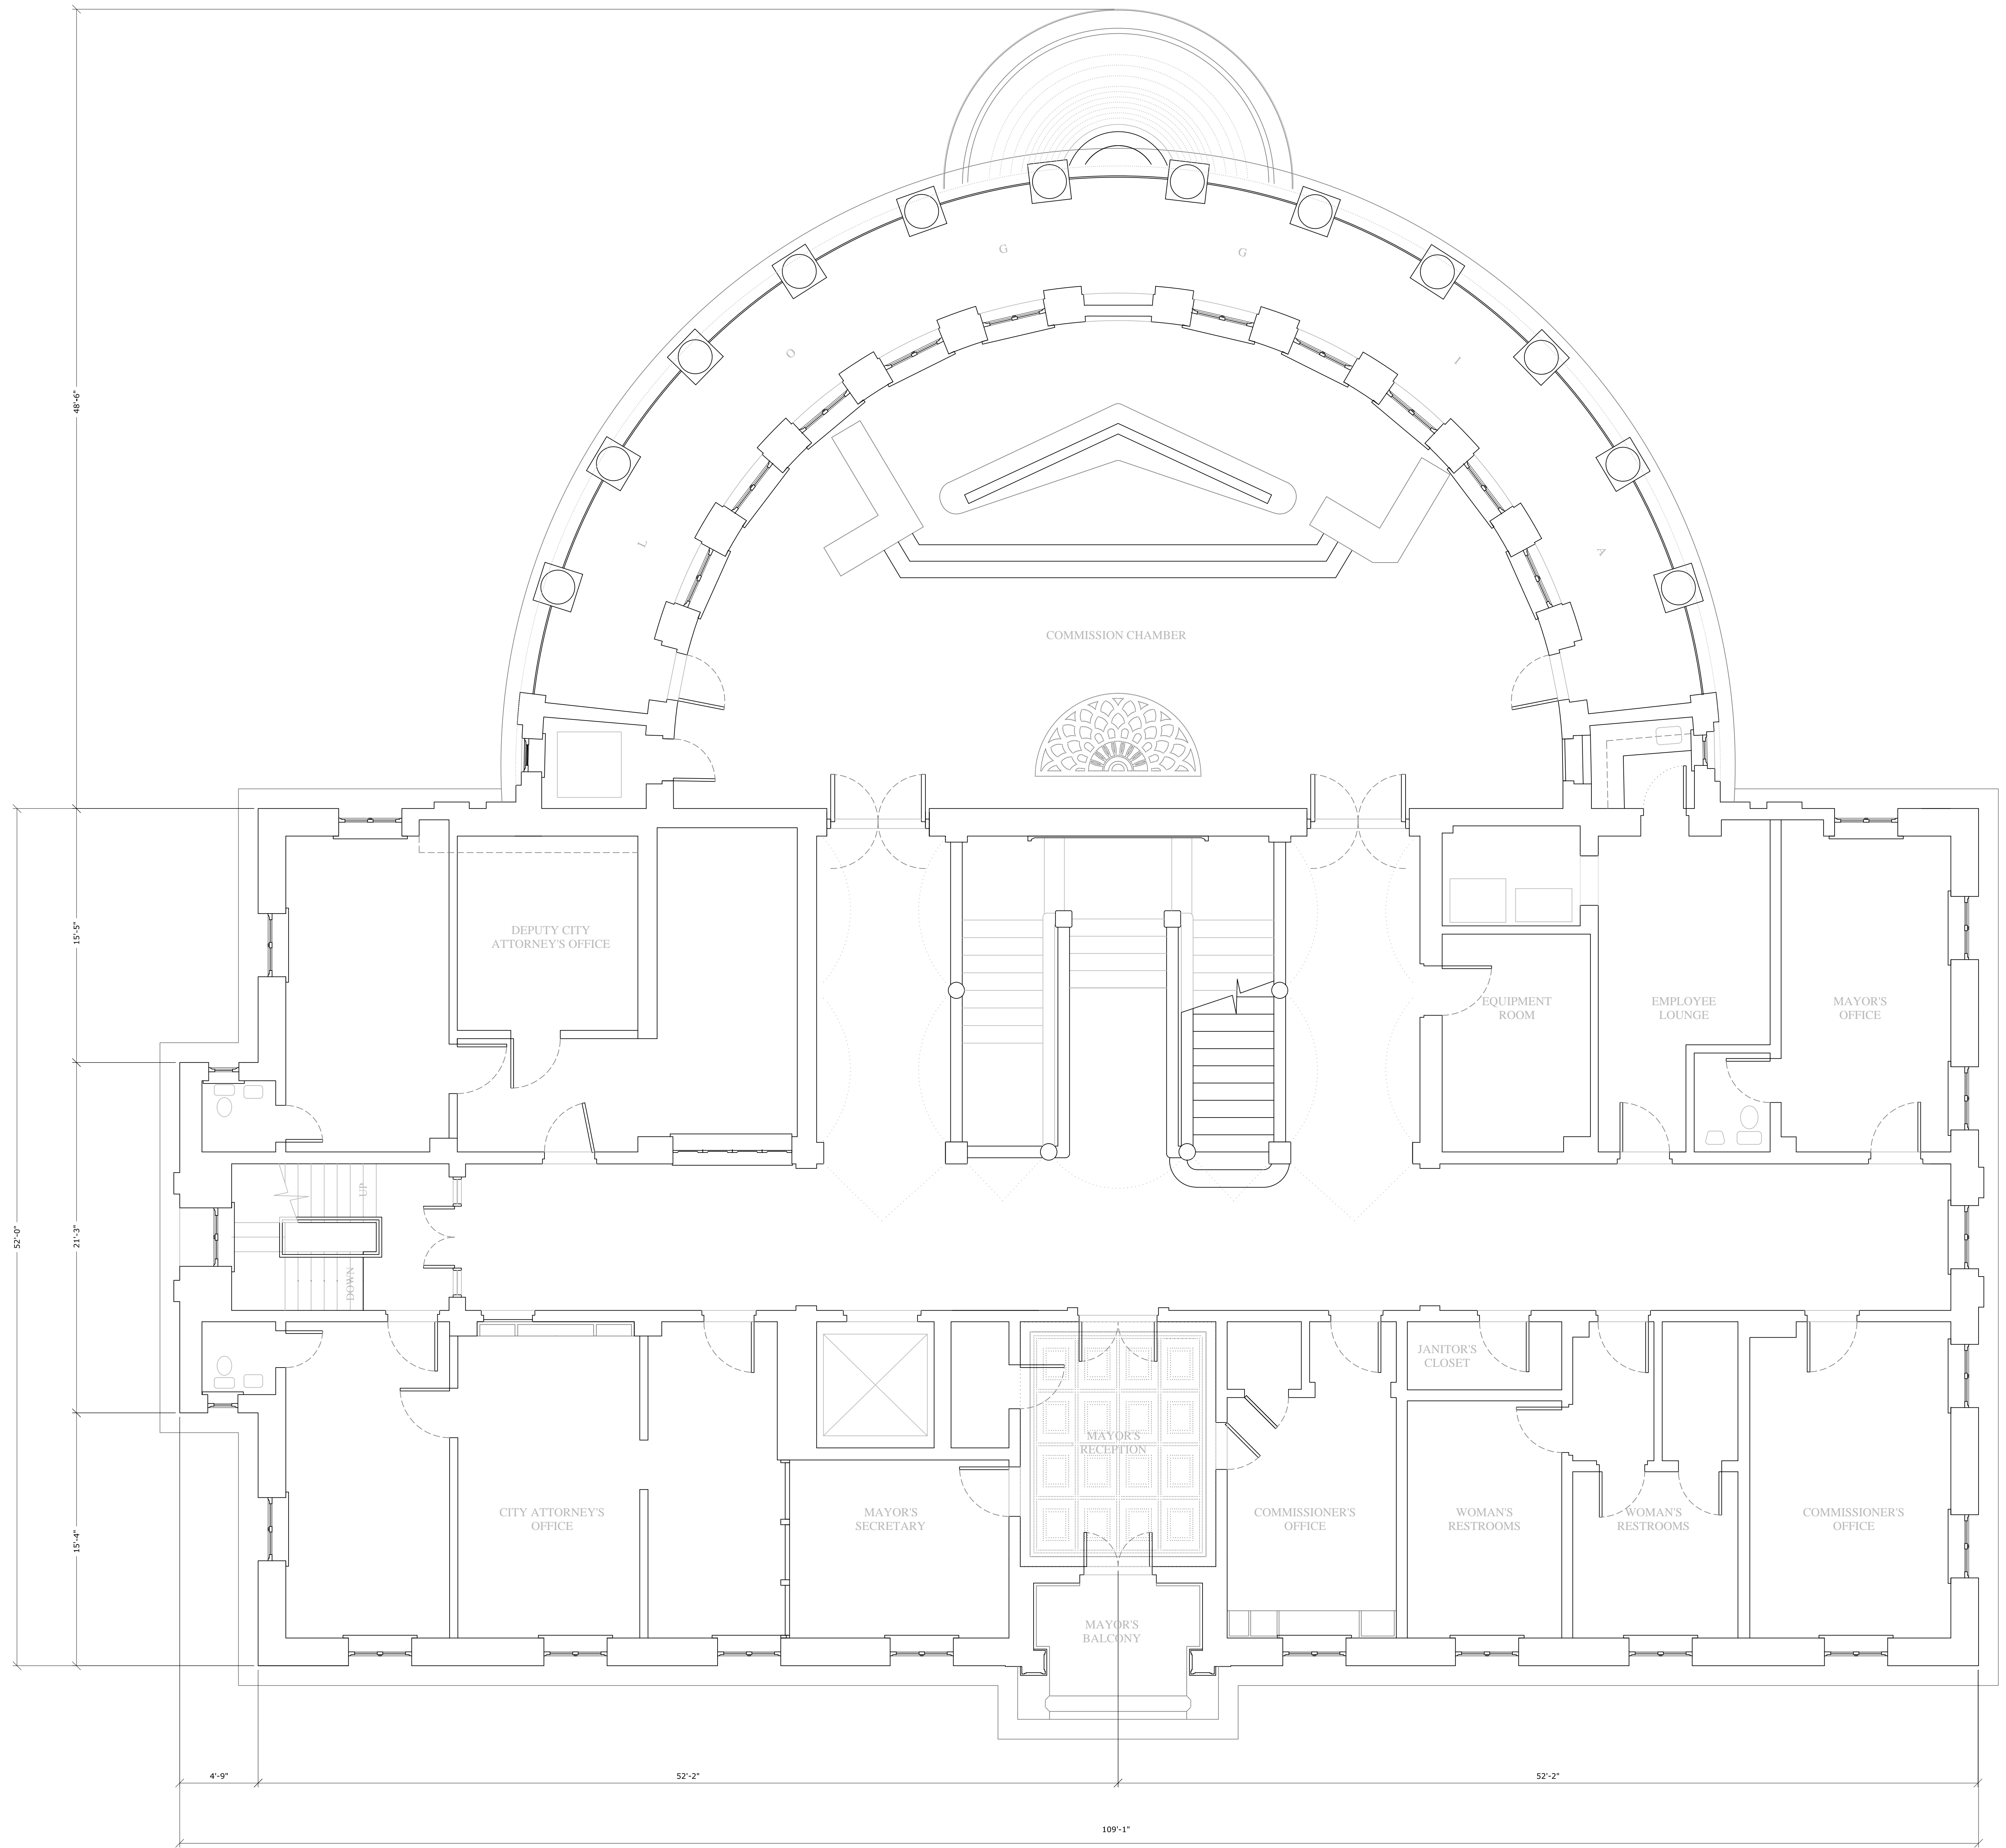 G
G
O
I
L
A
48'-6"
COMMISSION CHAMBER
DEPUTY CITY
ATTORNEY'S OFFICE
EQUIPMENT
ROOM
EMPLOYEE
LOUNGE
MAYOR'S
OFFICE
15'-5"
UP
DOWN
52'-0"
21'-3"
JANITOR'S
CLOSET
MAYOR'S
RECEPTION
CITY ATTORNEY'S
OFFICE
MAYOR'S
SECRETARY
COMMISSIONER'S
OFFICE
WOMAN'S
RESTROOMS
WOMAN'S
RESTROOMS
COMMISSIONER'S
OFFICE
15'-4"
MAYOR'S
BALCONY
4'-9"
52'-2"
52'-2"
109'-1"